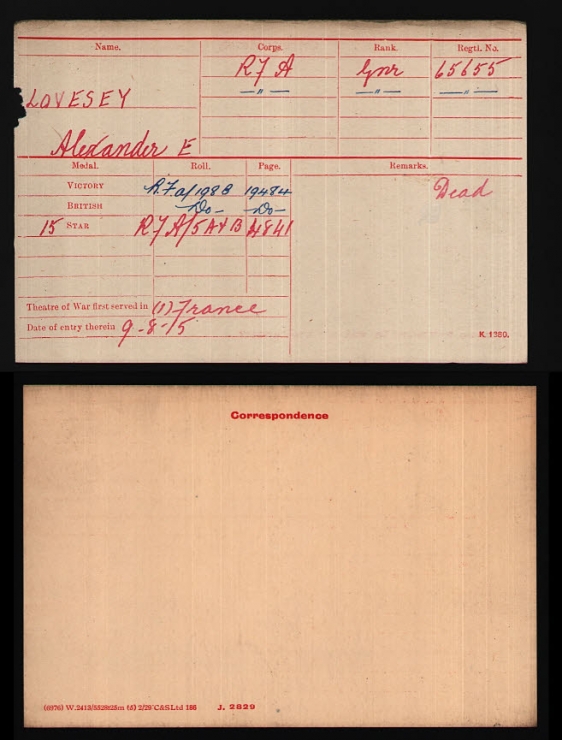 Name. Corps. Rank. Regtl. No.
R F A Gnr 65655
—〃— —〃— —〃—
LOVESEY
Alexander E
Medal. Roll. Page. Remarks.
VICTORY R.F.A/198B 19484 Dead
BRITISH —Do— —Do—
15 STAR R F A/5A+B 4841
Theatre of War first served in (1) France
Date of entry therein 9-8-15
K 1380.
Correspondence
J. 2829